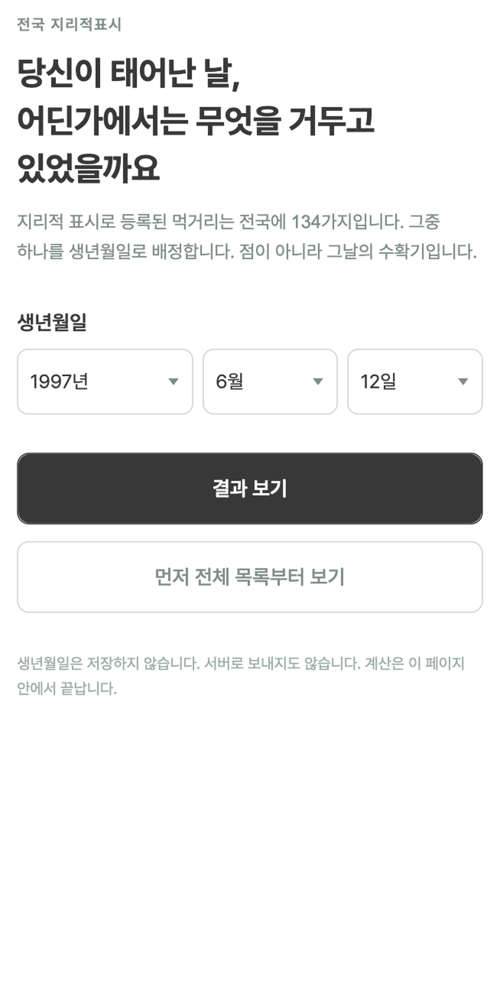 전국 지리적표시
당신이 태어난 날,
어딘가에서는 무엇을 거두고
있었을까요
지리적 표시로 등록된 먹거리는 전국에 134가지입니다. 그중
하나를 생년월일로 배정합니다. 점이 아니라 그날의 수확기입니다.
생년월일
1997년
6월
12일
결과 보기
먼저 전체 목록부터 보기
생년월일은 저장하지 않습니다. 서버로 보내지도 않습니다. 계산은 이 페이지
안에서 끝납니다.